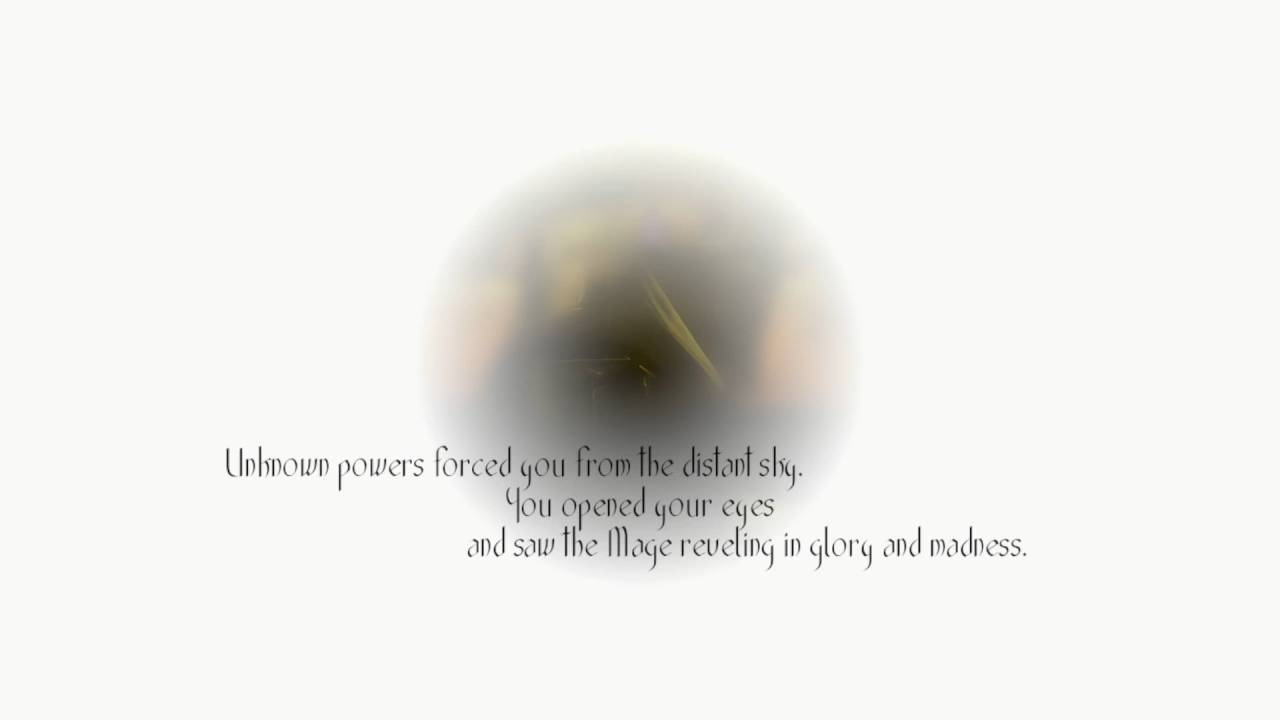 Unknown powers forced you from the distant sky.
You opened your eyes
and saw the Mage reveling in glory and madness.